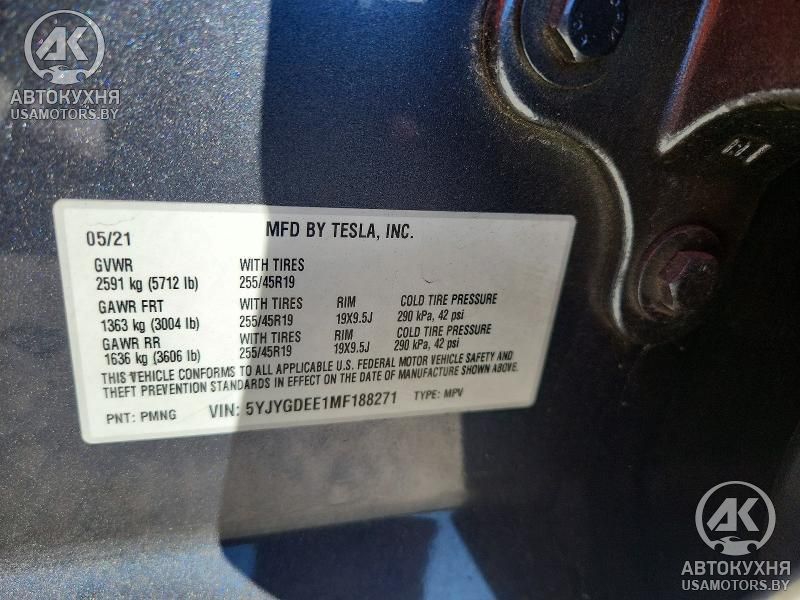 AK
АВТОКУХНЯ
USAMOTORS.BY
05/21 MFD BY TESLA, INC.
GVWR WITH TIRES
2591 kg (5712 lb) 255/45R19
GAWR FRT WITH TIRES RIM COLD TIRE PRESSURE
1363 kg (3004 lb) 255/45R19 19X9.5J 290 kPa, 42 psi
GAWR RR WITH TIRES RIM COLD TIRE PRESSURE
1636 kg (3606 lb) 255/45R19 19X9.5J 290 kPa, 42 psi
THIS VEHICLE CONFORMS TO ALL APPLICABLE U.S. FEDERAL MOTOR VEHICLE SAFETY AND
THEFT PREVENTION STANDARDS IN EFFECT ON THE DATE OF MANUFACTURE SHOWN ABOVE.
PNT: PMNG VIN: 5YJYGDEE1MF188271 TYPE: MPV
AK
АВТОКУХНЯ
USAMOTORS.BY